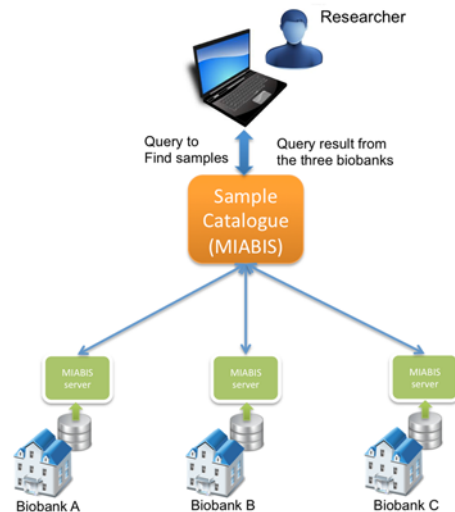 Researcher
Query to
Find samples
Query result from
the three biobanks
Sample
Catalogue
(MIABIS)
MIABIS
server
MIABIS
server
MIABIS
server
Biobank A
Biobank B
Biobank C